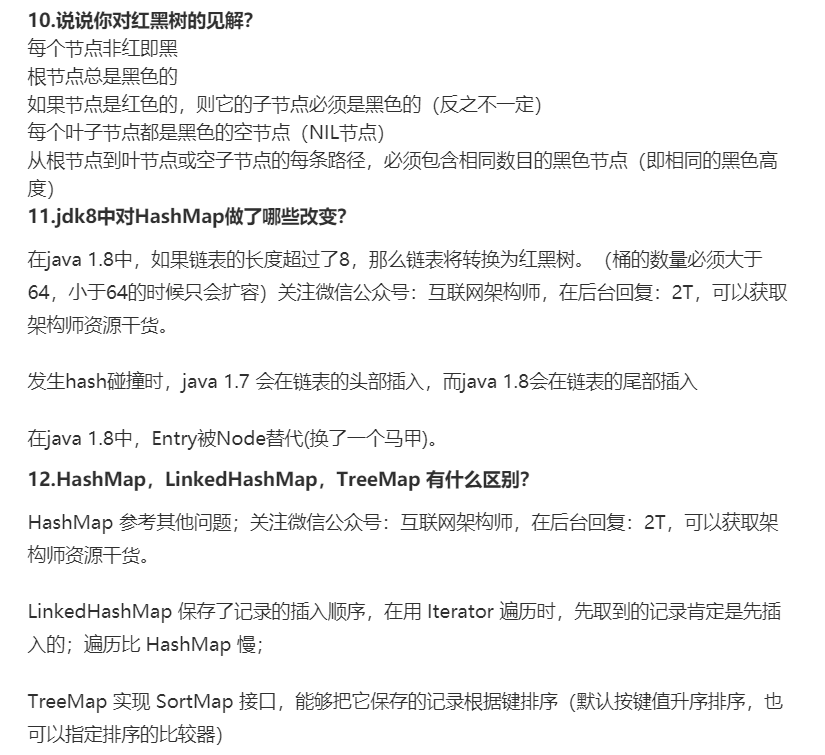 10.说说你对红黑树的见解？
每个节点非红即黑
根节点总是黑色的
如果节点是红色的，则它的子节点必须是黑色的（反之不一定）
每个叶子节点都是黑色的空节点（NIL节点）
从根节点到叶节点或空子节点的每条路径，必须包含相同数目的黑色节点（即相同的黑色高
度）
11.jdk8中对HashMap做了哪些改变？
在java 1.8中，如果链表的长度超过了8，那么链表将转换为红黑树。（桶的数量必须大于
64，小于64的时候只会扩容）关注微信公众号：互联网架构师，在后台回复：2T，可以获取
架构师资源干货。
发生hash碰撞时，java 1.7 会在链表的头部插入，而java 1.8会在链表的尾部插入
在java 1.8中，Entry被Node替代(换了一个马甲)。
12.HashMap，LinkedHashMap，TreeMap 有什么区别？
HashMap 参考其他问题；关注微信公众号：互联网架构师，在后台回复：2T，可以获取架
构师资源干货。
LinkedHashMap 保存了记录的插入顺序，在用 Iterator 遍历时，先取到的记录肯定是先插
入的；遍历比 HashMap 慢；
TreeMap 实现 SortMap 接口，能够把它保存的记录根据键排序（默认按键值升序排序，也
可以指定排序的比较器）